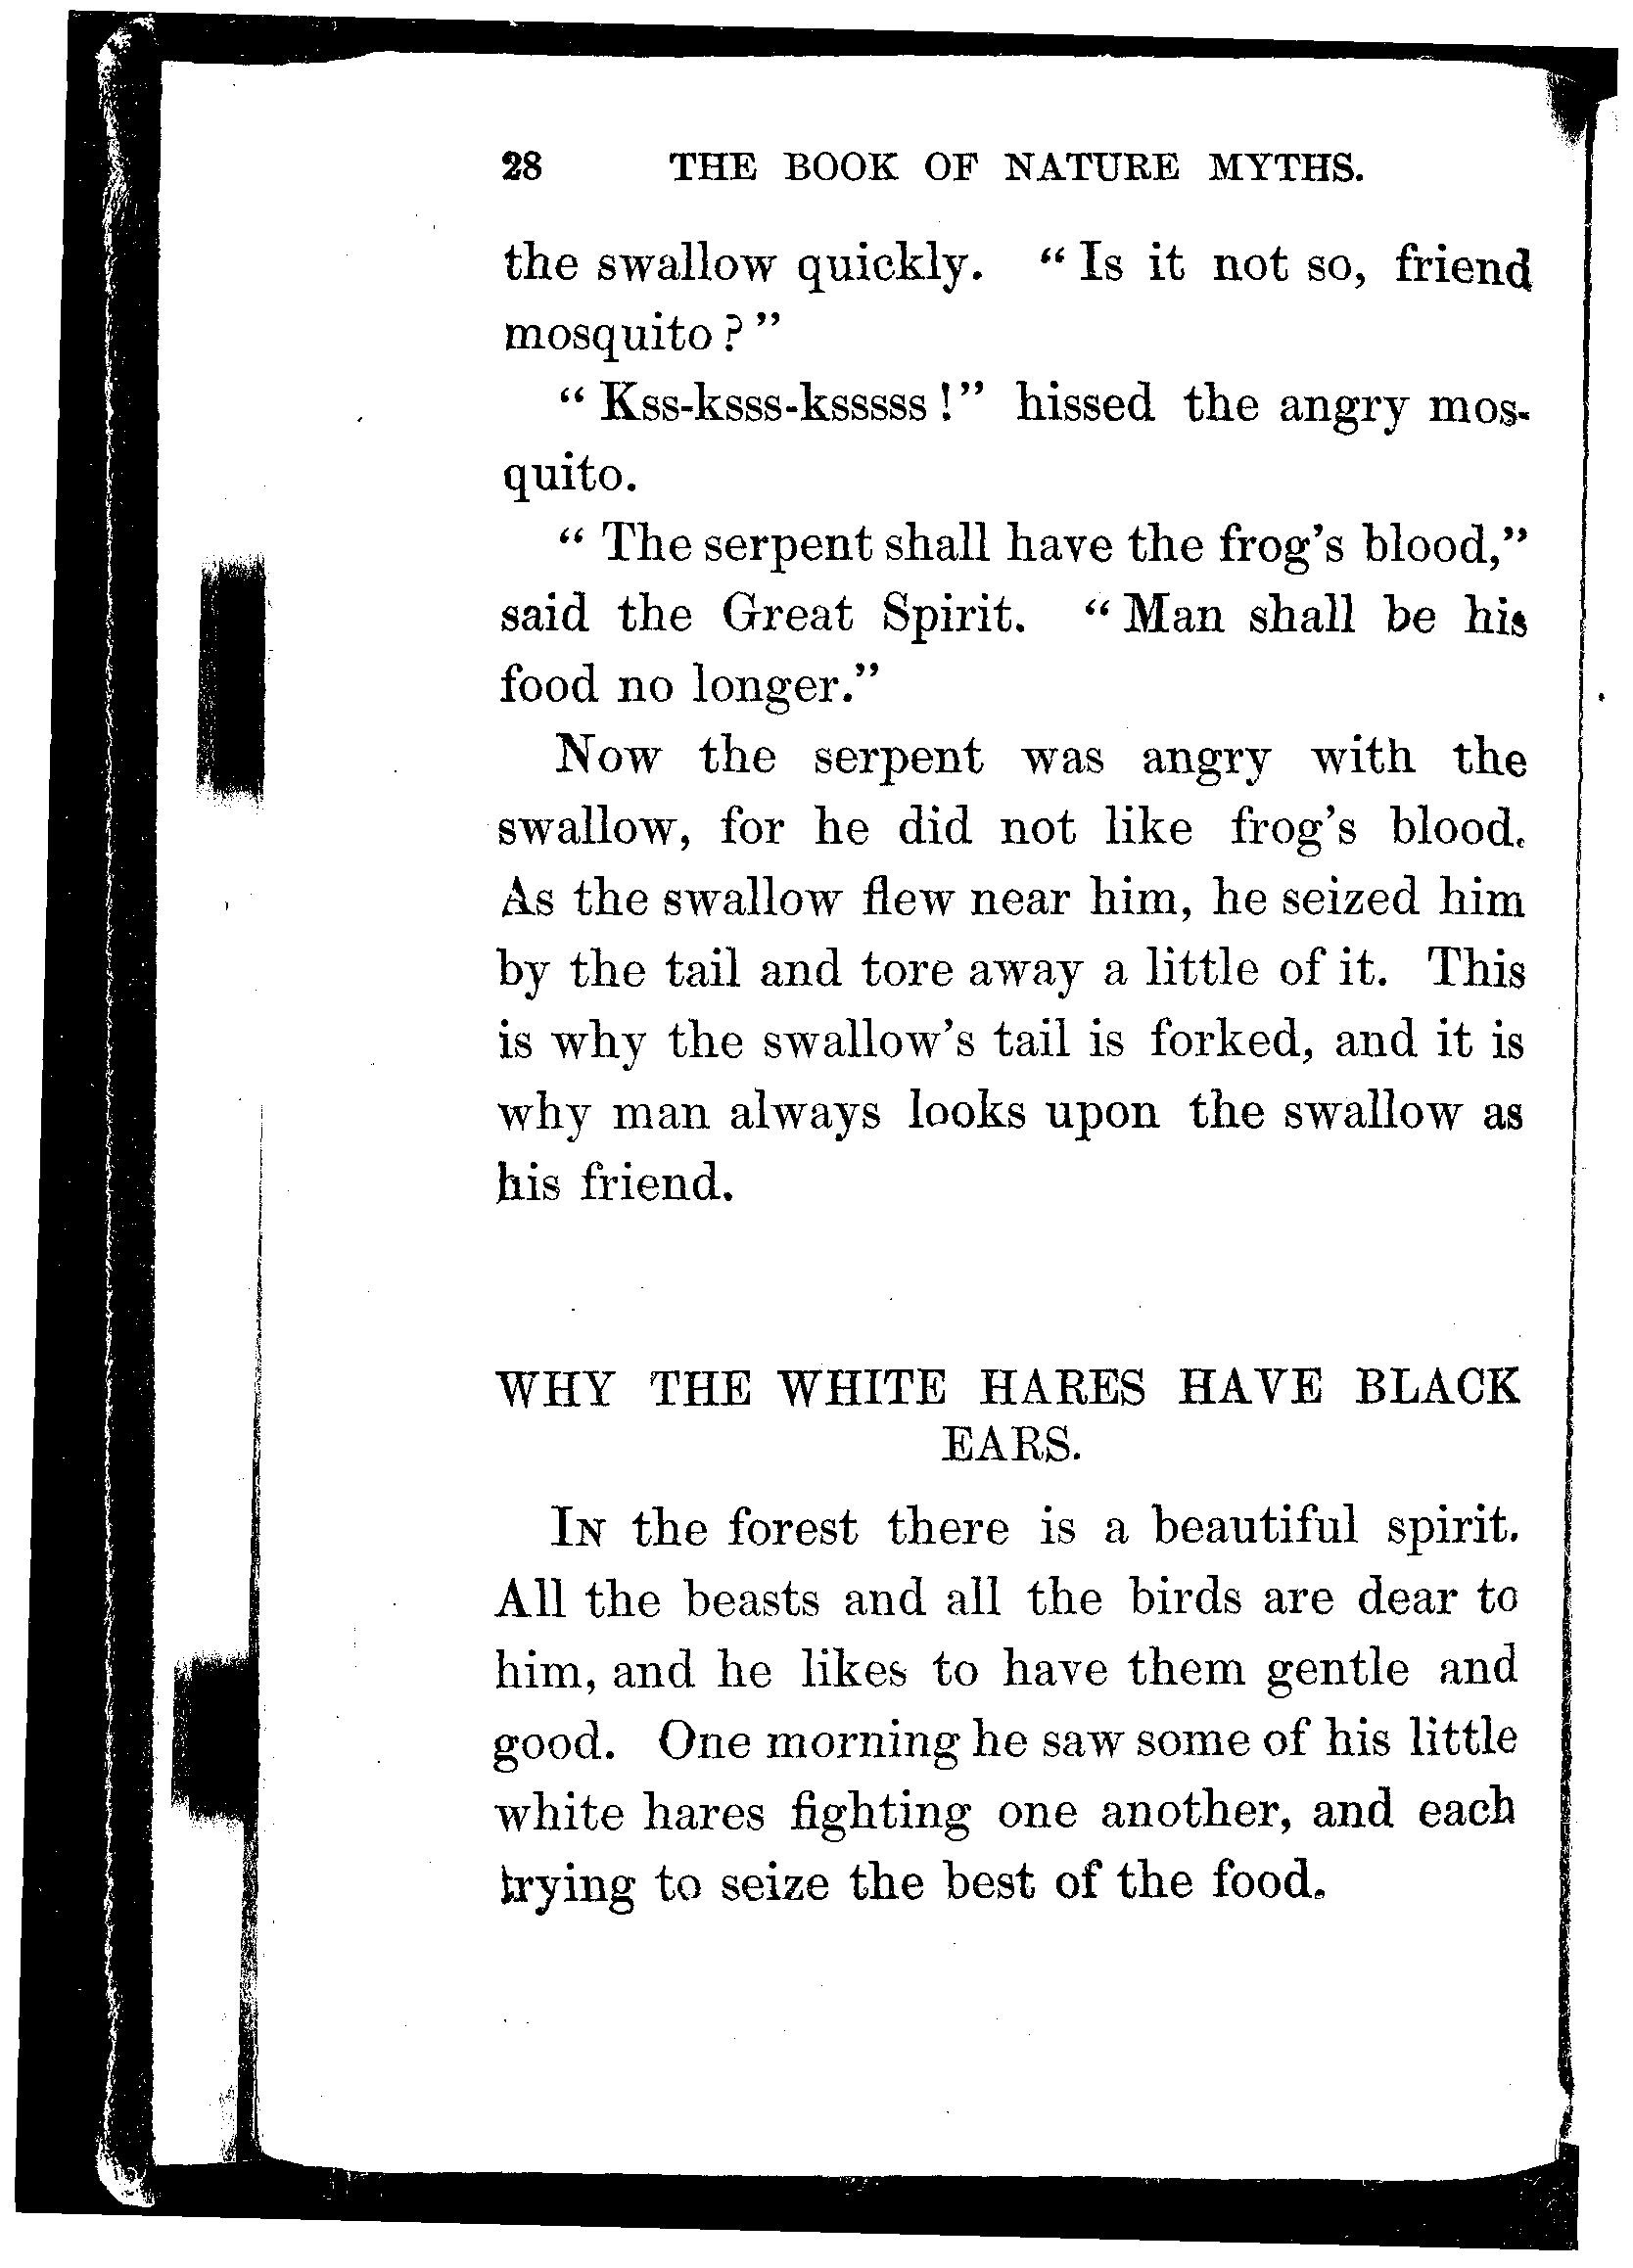 28 THE BOOK OF NATURE MYTHS.
the swallow quickly. “Is it not so, friend
mosquito?”
“Kss-ksss-ksssss!” hissed the angry mos-
quito.
“The serpent shall have the frog’s blood,”
said the Great Spirit. “Man shall be his
food no longer.”
Now the serpent was angry with the
swallow, for he did not like frog’s blood.
As the swallow flew near him, he seized him
by the tail and tore away a little of it. This
is why the swallow’s tail is forked, and it is
why man always looks upon the swallow as
his friend.
WHY THE WHITE HARES HAVE BLACK
EARS.
IN the forest there is a beautiful spirit.
All the beasts and all the birds are dear to
him, and he likes to have them gentle and
good. One morning he saw some of his little
white hares fighting one another, and each
trying to seize the best of the food.